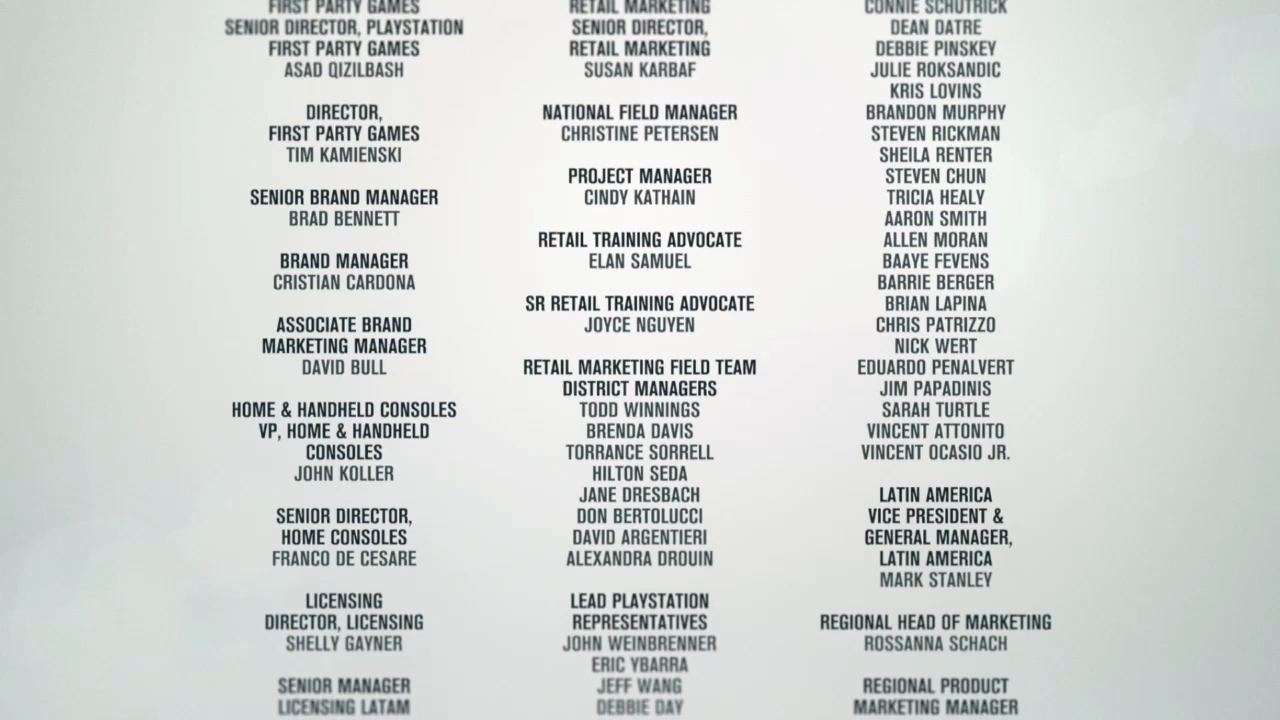 FIRST PARTY GAMES
SENIOR DIRECTOR, PLAYSTATION
FIRST PARTY GAMES
ASAD QIZILBASH
DIRECTOR,
FIRST PARTY GAMES
TIM KAMIENSKI
SENIOR BRAND MANAGER
BRAD BENNETT
BRAND MANAGER
CRISTIAN CARDONA
ASSOCIATE BRAND
MARKETING MANAGER
DAVID BULL
HOME & HANDHELD CONSOLES
VP, HOME & HANDHELD
CONSOLES
JOHN KOLLER
SENIOR DIRECTOR,
HOME CONSOLES
FRANCO DE CESARE
LICENSING
DIRECTOR, LICENSING
SHELLY GAYNER
SENIOR MANAGER
LICENSING LATAM
RETAIL MARKETING
SENIOR DIRECTOR,
RETAIL MARKETING
SUSAN KARBAF
NATIONAL FIELD MANAGER
CHRISTINE PETERSEN
PROJECT MANAGER
CINDY KATHAIN
RETAIL TRAINING ADVOCATE
ELAN SAMUEL
SR RETAIL TRAINING ADVOCATE
JOYCE NGUYEN
RETAIL MARKETING FIELD TEAM
DISTRICT MANAGERS
TODD WINNINGS
BRENDA DAVIS
TORRANCE SORRELL
HILTON SEDA
JANE DRESBACH
DON BERTOLUCCI
DAVID ARGENTIERI
ALEXANDRA DROUIN
LEAD PLAYSTATION
REPRESENTATIVES
JOHN WEINBRENNER
ERIC YBARRA
JEFF WANG
DEBBIE DAY
CONNIE SCHUTRICK
DEAN DATRE
DEBBIE PINSKEY
JULIE ROKSANDIC
KRIS LOVINS
BRANDON MURPHY
STEVEN RICKMAN
SHEILA RENTER
STEVEN CHUN
TRICIA HEALY
AARON SMITH
ALLEN MORAN
BAAYE FEVENS
BARRIE BERGER
BRIAN LAPINA
CHRIS PATRIZZO
NICK WERT
EDUARDO PENALVERT
JIM PAPADINIS
SARAH TURTLE
VINCENT ATTONITO
VINCENT OCASIO JR.
LATIN AMERICA
VICE PRESIDENT &
GENERAL MANAGER,
LATIN AMERICA
MARK STANLEY
REGIONAL HEAD OF MARKETING
ROSSANNA SCHACH
REGIONAL PRODUCT
MARKETING MANAGER